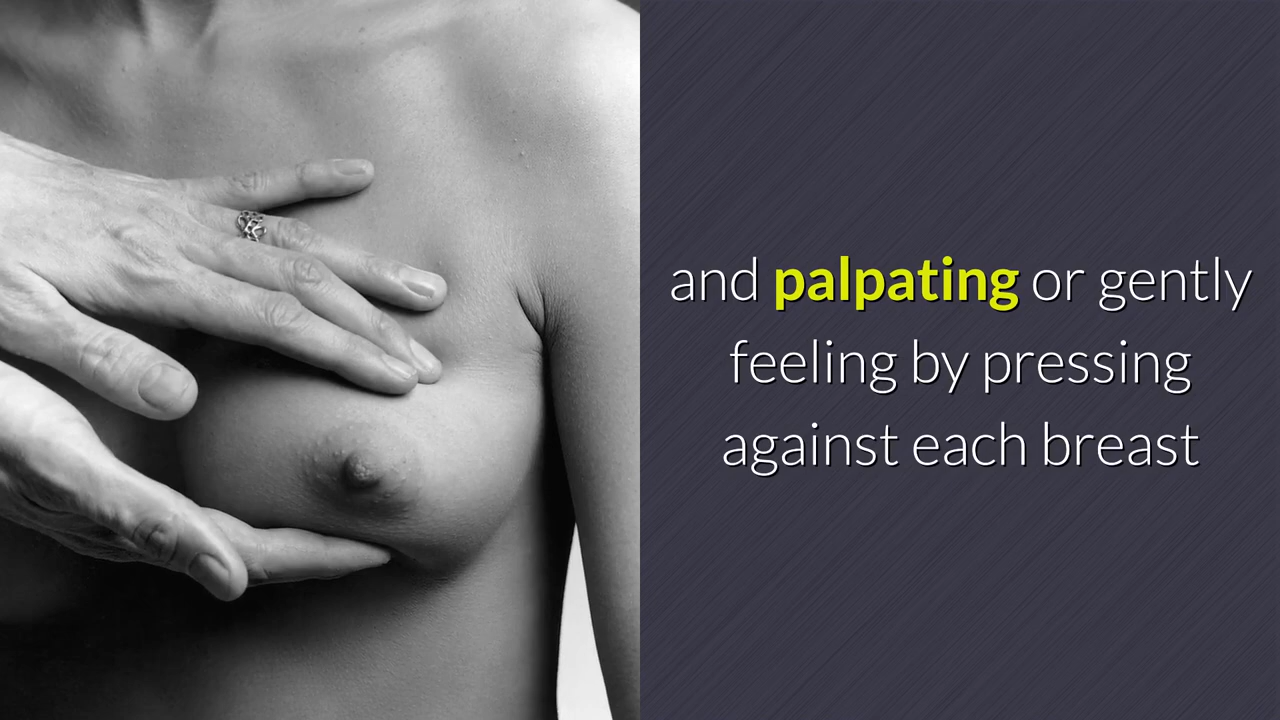 and palpating or gently
feeling by pressing
against each breast